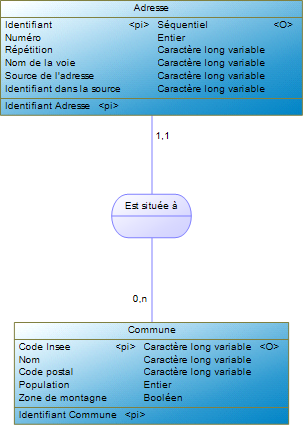 Adresse
Identifiant <pi> Séquentiel <O>
Numéro Entier
Répétition Caractère long variable
Nom de la voie Caractère long variable
Source de l'adresse Caractère long variable
Identifiant dans la source Caractère long variable
Identifiant Adresse <pi>
1,1
Est située à
0,n
Commune
Code Insee <pi> Caractère long variable <O>
Nom Caractère long variable
Code postal Caractère long variable
Population Entier
Zone de montagne Booléen
Identifiant Commune <pi>